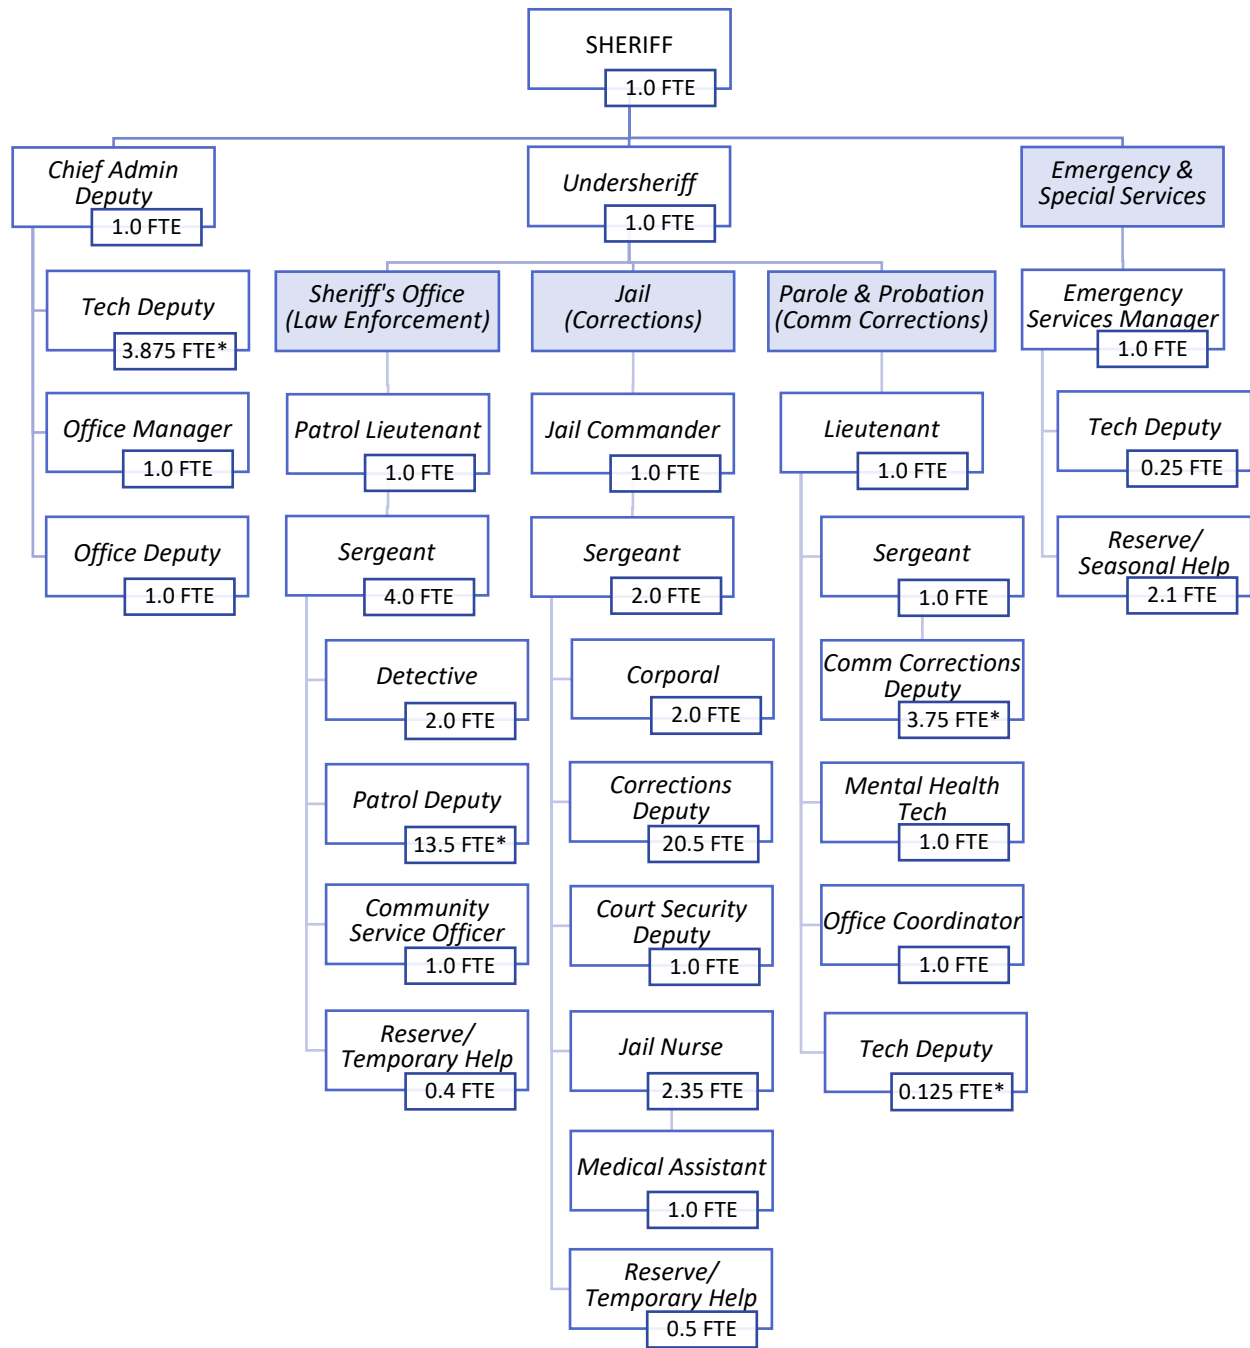 SHERIFF
1.0 FTE
Chief Admin
Deputy
1.0 FTE
Undersheriff
1.0 FTE
Emergency &
Special Services
Tech Deputy
3.875 FTE*
Office Manager
1.0 FTE
Office Deputy
1.0 FTE
Sheriff's Office
(Law Enforcement)
Patrol Lieutenant
1.0 FTE
Sergeant
4.0 FTE
Detective
2.0 FTE
Patrol Deputy
13.5 FTE*
Community
Service Officer
1.0 FTE
Reserve/
Temporary Help
0.4 FTE
Jail
(Corrections)
Jail Commander
1.0 FTE
Sergeant
2.0 FTE
Corporal
2.0 FTE
Corrections
Deputy
20.5 FTE
Court Security
Deputy
1.0 FTE
Jail Nurse
2.35 FTE
Medical Assistant
1.0 FTE
Reserve/
Temporary Help
0.5 FTE
Parole & Probation
(Comm Corrections)
Lieutenant
1.0 FTE
Sergeant
1.0 FTE
Comm Corrections
Deputy
3.75 FTE*
Mental Health
Tech
1.0 FTE
Office Coordinator
1.0 FTE
Tech Deputy
0.125 FTE*
Emergency
Services Manager
1.0 FTE
Tech Deputy
0.25 FTE
Reserve/
Seasonal Help
2.1 FTE